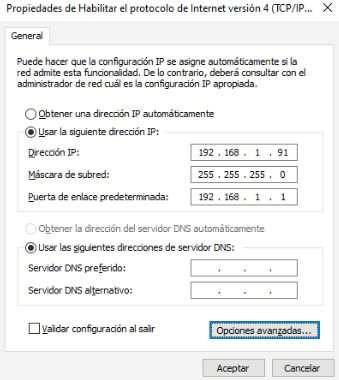 Propiedades de Habilitar el protocolo de Internet versión 4 (TCP/IP...
General
Puede hacer que la configuración IP se asigne automáticamente si la
red admite esta funcionalidad. De lo contrario, deberá consultar con el
administrador de red cuál es la configuración IP apropiada.
Obtener una dirección IP automáticamente
Usar la siguiente dirección IP:
Dirección IP: 192 . 168 . 1 . 91
Máscara de subred: 255 . 255 . 255 . 0
Puerta de enlace predeterminada: 192 . 168 . 1 . 1
Obtener la dirección del servidor DNS automáticamente
Usar las siguientes direcciones de servidor DNS:
Servidor DNS preferido: . . .
Servidor DNS alternativo: . . .
Validar configuración al salir
Opciones avanzadas...
Aceptar Cancelar